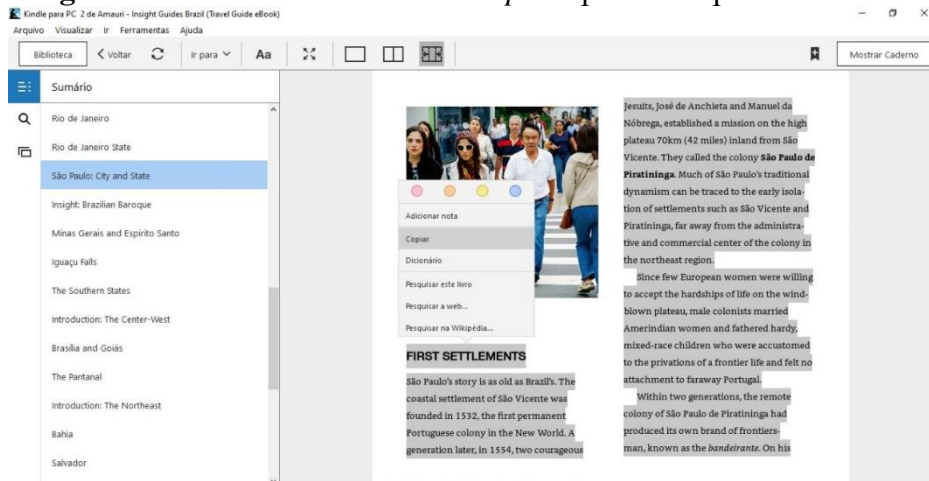 Kindle para PC 2 de Amauri - Insight Guides Brazil (Travel Guide eBook)
Arquivo Visualizar Ir Ferramentas Ajuda
Biblioteca Voltar Ir para Aa Mostrar Caderno
Sumário
Rio de Janeiro
Rio de Janeiro State
São Paulo: City and State
Insight: Brazilian Baroque
Minas Gerais and Espírito Santo
Iguaçu Falls
The Southern States
Introduction: The Center-West
Brasília and Goiás
The Pantanal
Introduction: The Northeast
Bahia
Salvador
Adicionar nota
Copiar
Dicionário
Pesquisar este livro
Pesquisar a web...
Pesquisar na Wikipédia...
FIRST SETTLEMENTS
São Paulo's story is as old as Brazil's. The
coastal settlement of São Vicente was
founded in 1532, the first permanent
Portuguese colony in the New World. A
generation later, in 1554, two courageous
Jesuits, José de Anchieta and Manuel da
Nóbrega, established a mission on the high
plateau 70km (42 miles) inland from São
Vicente. They called the colony São Paulo de
Piratininga. Much of São Paulo's traditional
dynamism can be traced to the early isola-
tion of settlements such as São Vicente and
Piratininga, far away from the administra-
tive and commercial center of the colony in
the northeast region.
Since few European women were willing
to accept the hardships of life on the wind-
blown plateau, male colonists married
Amerindian women and fathered hardy,
mixed-race children who were accustomed
to the privations of a frontier life and felt no
attachment to faraway Portugal.
Within two generations, the remote
colony of São Paulo de Piratininga had
produced its own brand of frontiers-
man, known as the bandeirante. On his